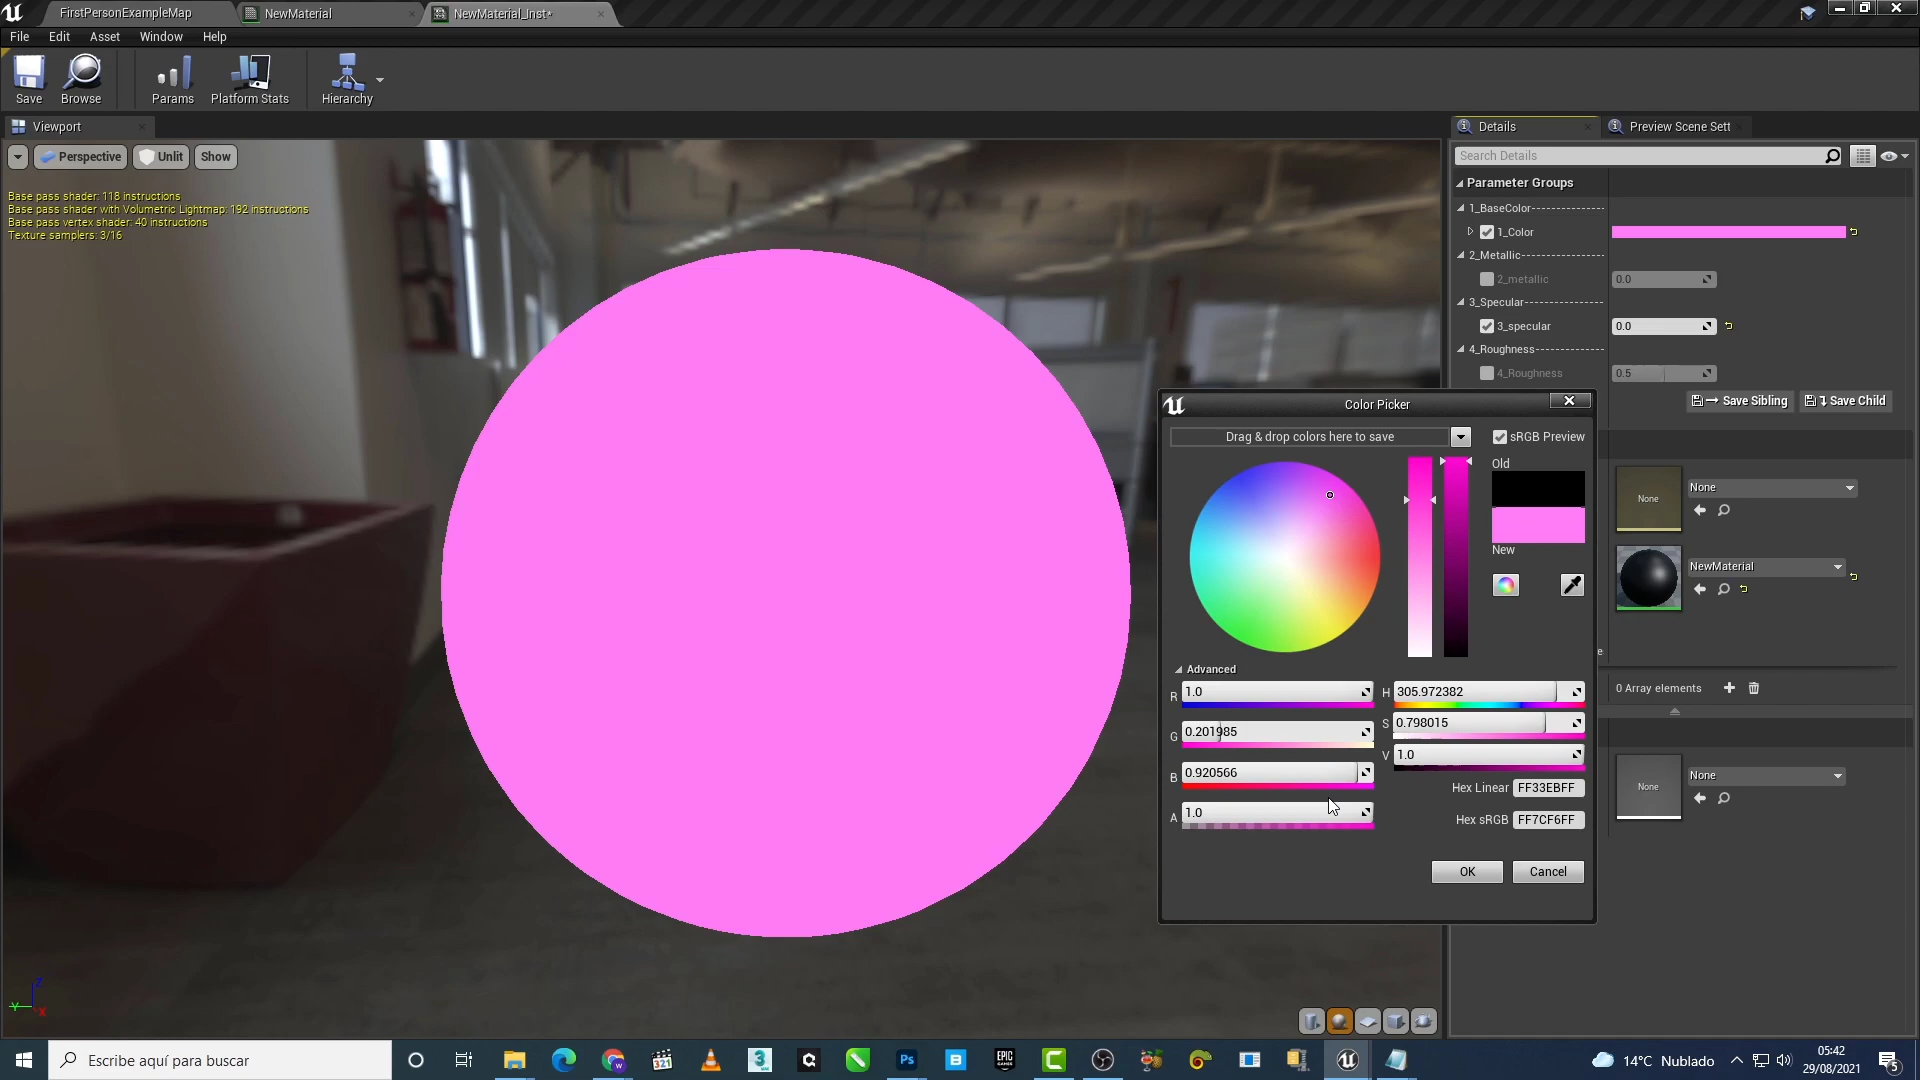 FirstPersonExampleMap
NewMaterial
NewMaterial_Inst*
File Edit Asset Window Help
Save Browse Params Platform Stats Hierarchy
Viewport
Perspective Unlit Show
Base pass shader: 118 instructions
Base pass shader with Volumetric Lightmap: 192 instructions
Base pass vertex shader: 40 instructions
Texture samplers: 3/16
Details
Preview Scene Sett
Search Details
Parameter Groups
1_BaseColor
1_Color
2_Metallic
2_metallic 0.0
3_Specular
3_specular 0.0
4_Roughness
4_Roughness 0.5
Save Sibling Save Child
None None
NewMaterial
0 Array elements
None None
Color Picker
Drag & drop colors here to save
sRGB Preview
Old
New
Advanced
R 1.0 H 305.972382
G 0.201985 S 0.798015
B 0.920566 V 1.0
Hex Linear FF33EBFF
A 1.0 Hex sRGB FF7CF6FF
OK Cancel
Z
Y
X
Escribe aquí para buscar
14°C Nublado
05:42
29/08/2021
5